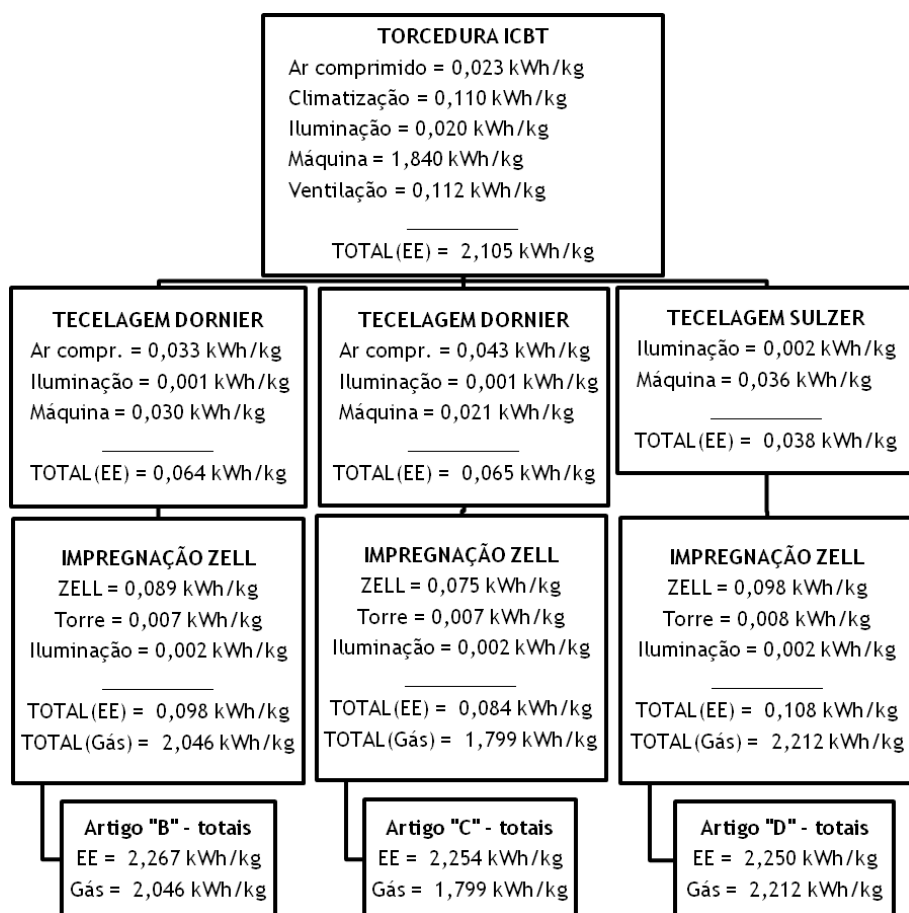 TORCEDURA ICBT
Ar comprimido = 0,023 kWh/kg
Climatização = 0,110 kWh/kg
Iluminação = 0,020 kWh/kg
Máquina = 1,840 kWh/kg
Ventilação = 0,112 kWh/kg
TOTAL(EE) = 2,105 kWh/kg
TECELAGEM DORNIER
Ar compr. = 0,033 kWh/kg
Iluminação = 0,001 kWh/kg
Máquina = 0,030 kWh/kg
TOTAL(EE) = 0,064 kWh/kg
TECELAGEM DORNIER
Ar compr. = 0,043 kWh/kg
Iluminação = 0,001 kWh/kg
Máquina = 0,021 kWh/kg
TOTAL(EE) = 0,065 kWh/kg
TECELAGEM SULZER
Iluminação = 0,002 kWh/kg
Máquina = 0,036 kWh/kg
TOTAL(EE) = 0,038 kWh/kg
IMPREGNAÇÃO ZELL
ZELL = 0,089 kWh/kg
Torre = 0,007 kWh/kg
Iluminação = 0,002 kWh/kg
TOTAL(EE) = 0,098 kWh/kg
TOTAL(Gás) = 2,046 kWh/kg
IMPREGNAÇÃO ZELL
ZELL = 0,075 kWh/kg
Torre = 0,007 kWh/kg
Iluminação = 0,002 kWh/kg
TOTAL(EE) = 0,084 kWh/kg
TOTAL(Gás) = 1,799 kWh/kg
IMPREGNAÇÃO ZELL
ZELL = 0,098 kWh/kg
Torre = 0,008 kWh/kg
Iluminação = 0,002 kWh/kg
TOTAL(EE) = 0,108 kWh/kg
TOTAL(Gás) = 2,212 kWh/kg
Artigo "B" - totais
EE = 2,267 kWh/kg
Gás = 2,046 kWh/kg
Artigo "C" - totais
EE = 2,254 kWh/kg
Gás = 1,799 kWh/kg
Artigo "D" - totais
EE = 2,250 kWh/kg
Gás = 2,212 kWh/kg